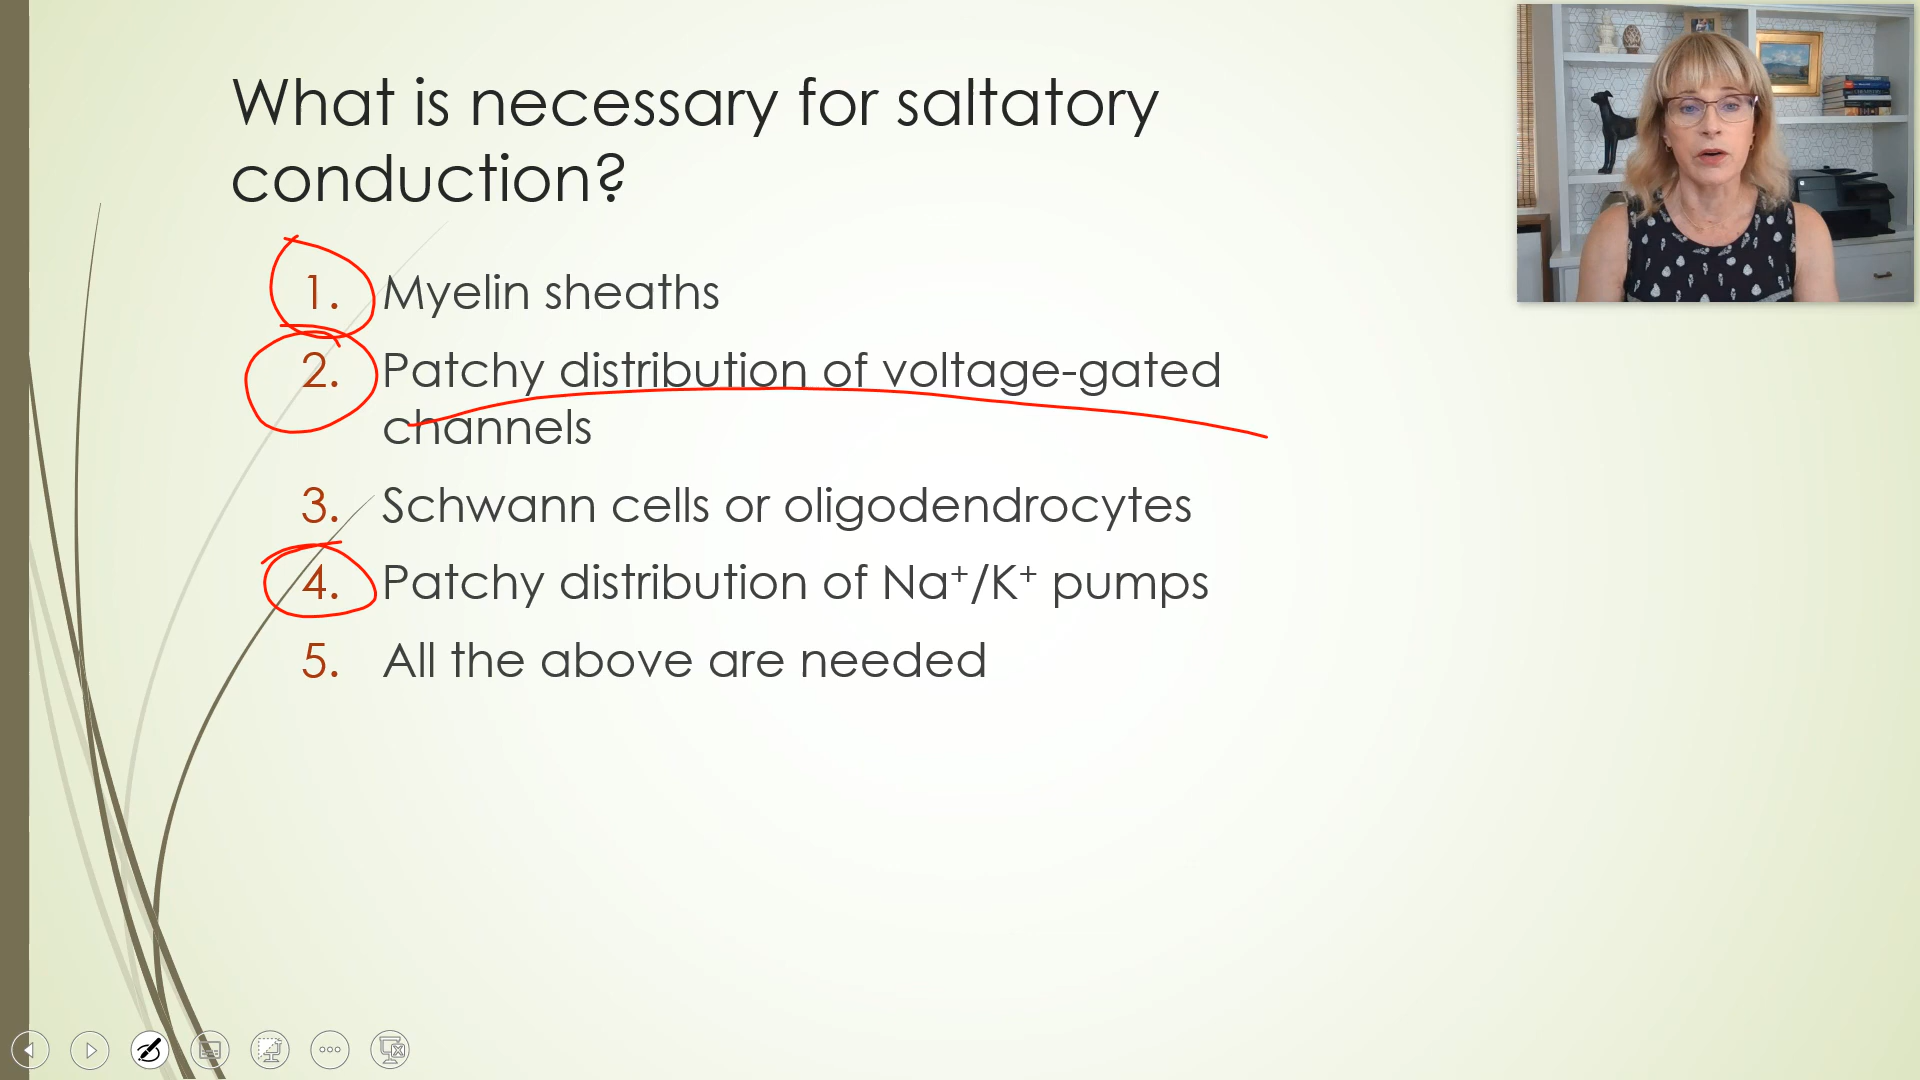 What is necessary for saltatory
conduction?
1. Myelin sheaths
2. Patchy distribution of voltage-gated
channels
3. Schwann cells or oligodendrocytes
4. Patchy distribution of Na⁺/K⁺ pumps
5. All the above are needed